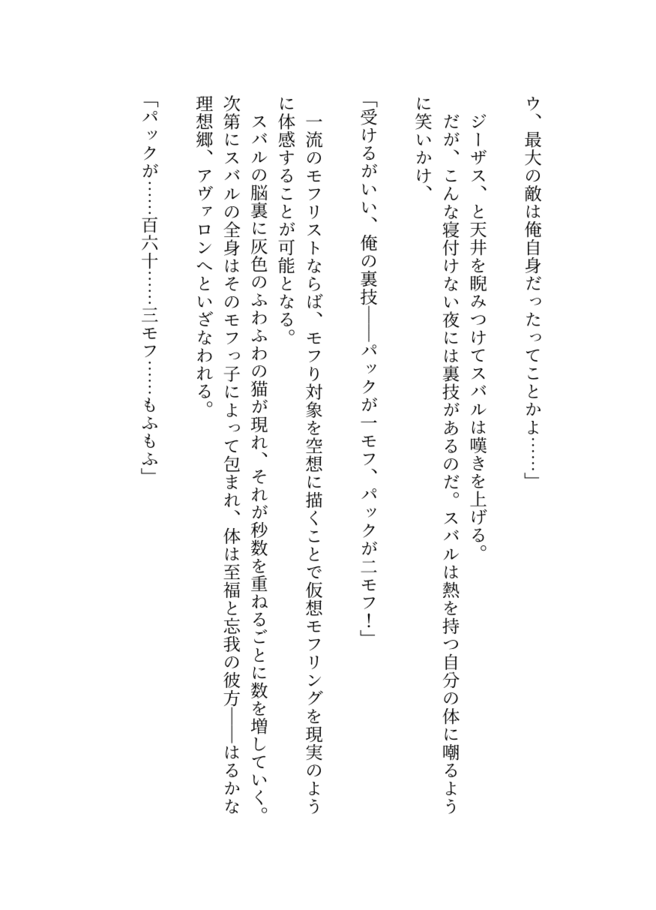 ウ、最大の敵は俺自身だったってことかよ……」
ジーザス、と天井を睨みつけてスバルは嘆きを上げる。
だが、こんな寝付けない夜には裏技があるのだ。スバルは熱を持つ自分の体に嘲るよう
に笑いかけ、
「受けるがいい、俺の裏技――パックが一モフ、パックが二モフ！」
一流のモフリストならば、モフり対象を空想に描くことで仮想モフリングを現実のよう
に体感することが可能となる。
スバルの脳裏に灰色のふわふわの猫が現れ、それが秒数を重ねるごとに数を増していく。
次第にスバルの全身はそのモフっ子によって包まれ、体は至福と忘我の彼方――はるかな
理想郷、アヴァロンへといざなわれる。
「パックが……百六十……三モフ……もふもふ」